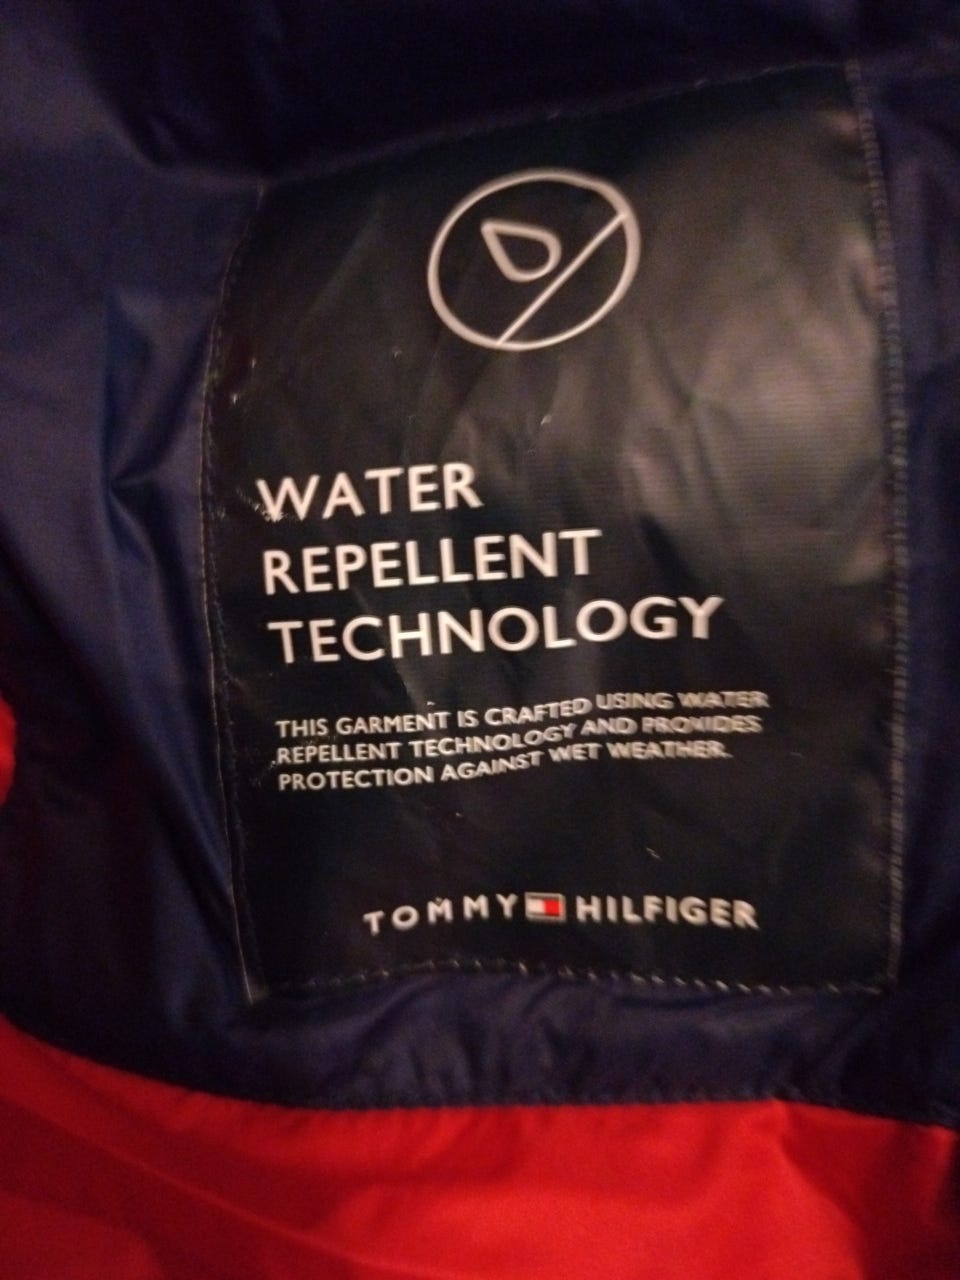 WATER
REPELLENT
TECHNOLOGY
THIS GARMENT IS CRAFTED USING WATER
REPELLENT TECHNOLOGY AND PROVIDES
PROTECTION AGAINST WET WEATHER.
TOMMY HILFIGER